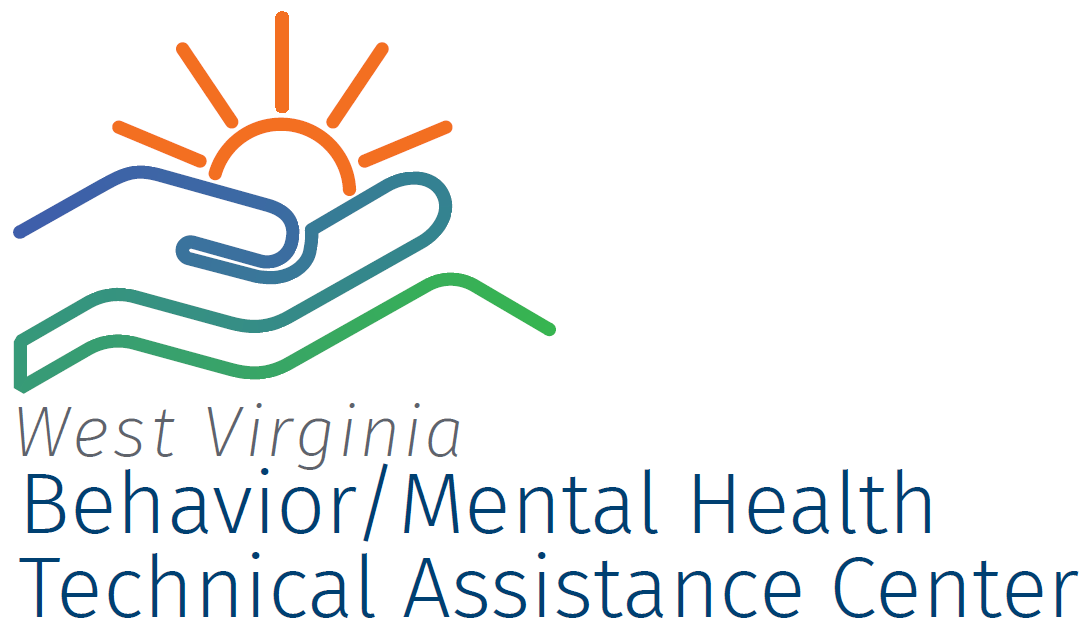 West Virginia
Behavior/Mental Health
Technical Assistance Center